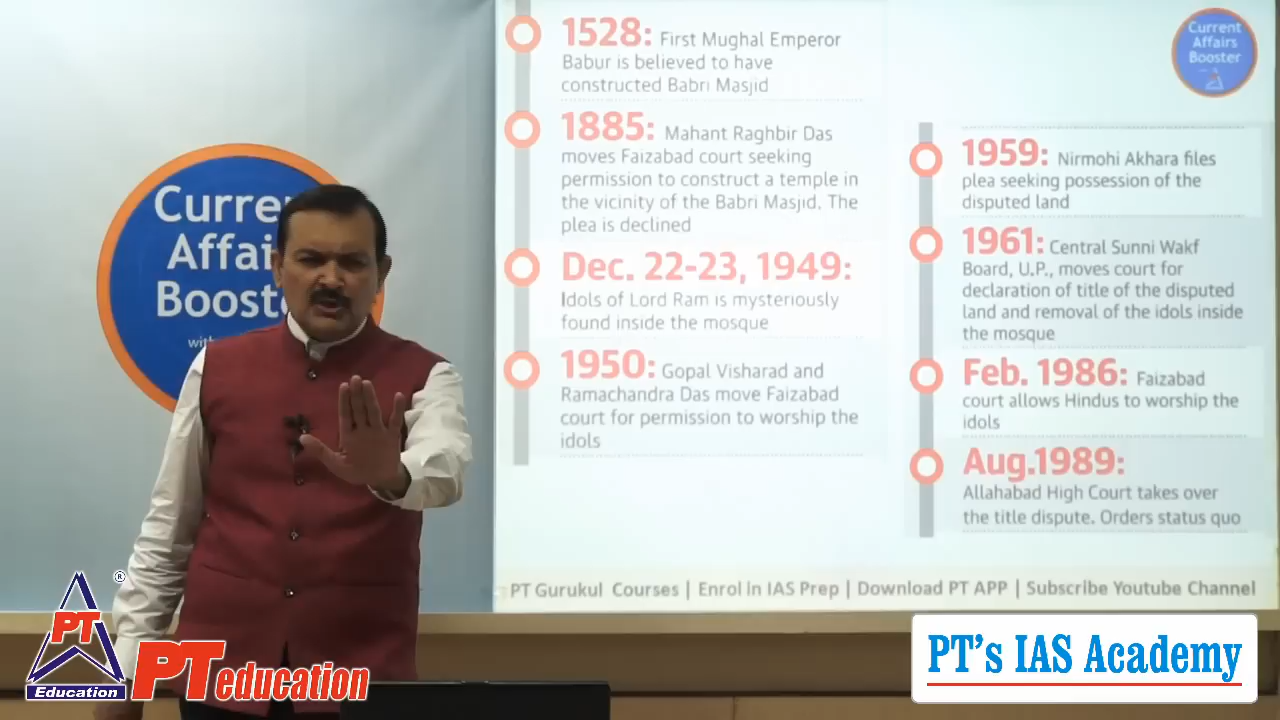 Curre
Affai
Boost
with
1528: First Mughal Emperor
Babur is believed to have
constructed Babri Masjid
1885: Mahant Raghbir Das
moves Faizabad court seeking
permission to construct a temple in
the vicinity of the Babri Masjid. The
plea is declined
Dec. 22-23, 1949:
Idols of Lord Ram is mysteriously
found inside the mosque
1950: Gopal Visharad and
Ramachandra Das move Faizabad
court for permission to worship the
idols
Current
Affairs
Booster
1959: Nirmohi Akhara files
plea seeking possession of the
disputed land
1961: Central Sunni Wakf
Board, U.P., moves court for
declaration of title of the disputed
land and removal of the idols inside
the mosque
Feb. 1986: Faizabad
court allows Hindus to worship the
idols
Aug.1989:
Allahabad High Court takes over
the title dispute. Orders status quo
PT Gurukul Courses | Enrol in IAS Prep | Download PT APP | Subscribe Youtube Channel
PT
®
Education
PT education
PT's IAS Academy